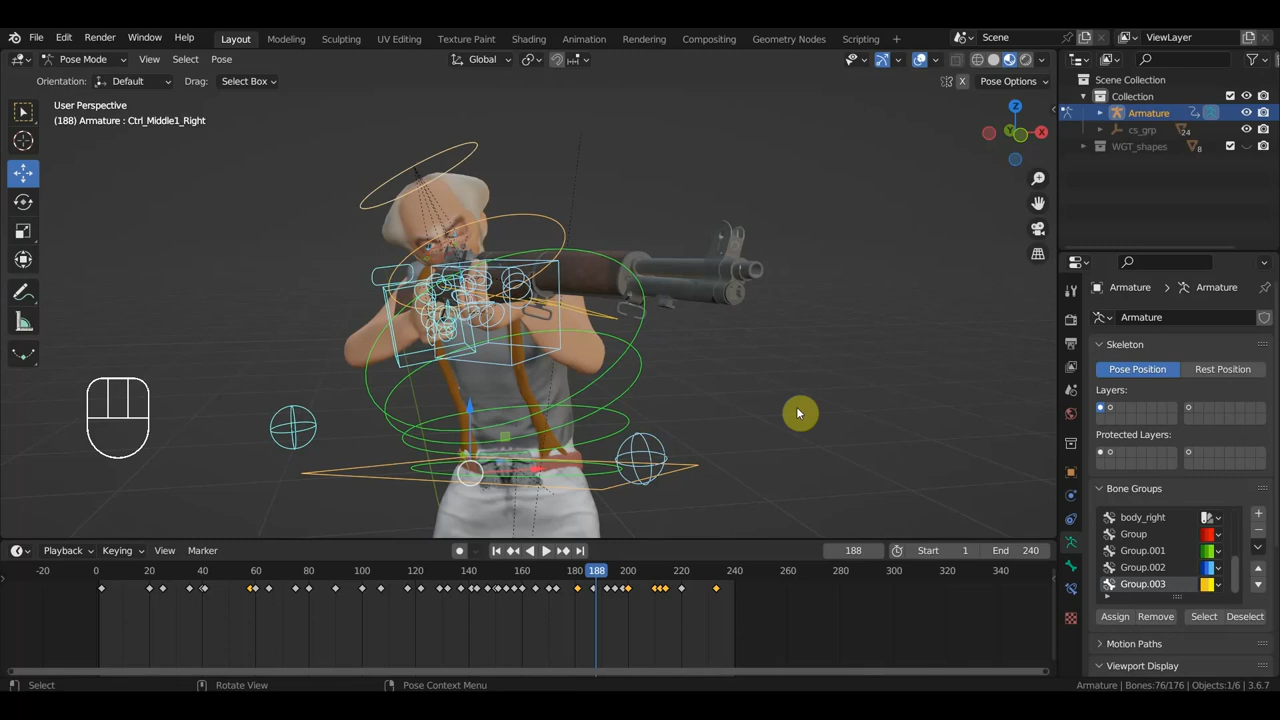 File Edit Render Window Help Layout Modeling Sculpting UV Editing Texture Paint Shading Animation Rendering Compositing Geometry Nodes Scripting + Scene ViewLayer
Pose Mode View Select Pose Global
Orientation: Default Drag: Select Box X Pose Options
User Perspective
(188) Armature : Ctrl_Middle1_Right
Z
X
Y
Scene Collection
Collection
Armature
cs_grp 24
WGT_shapes 8
Armature > Armature
Armature
Skeleton
Pose Position Rest Position
Layers:
Protected Layers:
Bone Groups
body_right
Group
Group.001
Group.002
Group.003
Assign Remove Select Deselect
Motion Paths
Viewport Display
Playback Keying View Marker 188 Start 1 End 240
-20 0 20 40 60 80 100 120 140 160 180 188 200 220 240 260 280 300 320 340
Select Rotate View Pose Context Menu Armature | Bones:76/176 | Objects:1/6 | 3.6.7